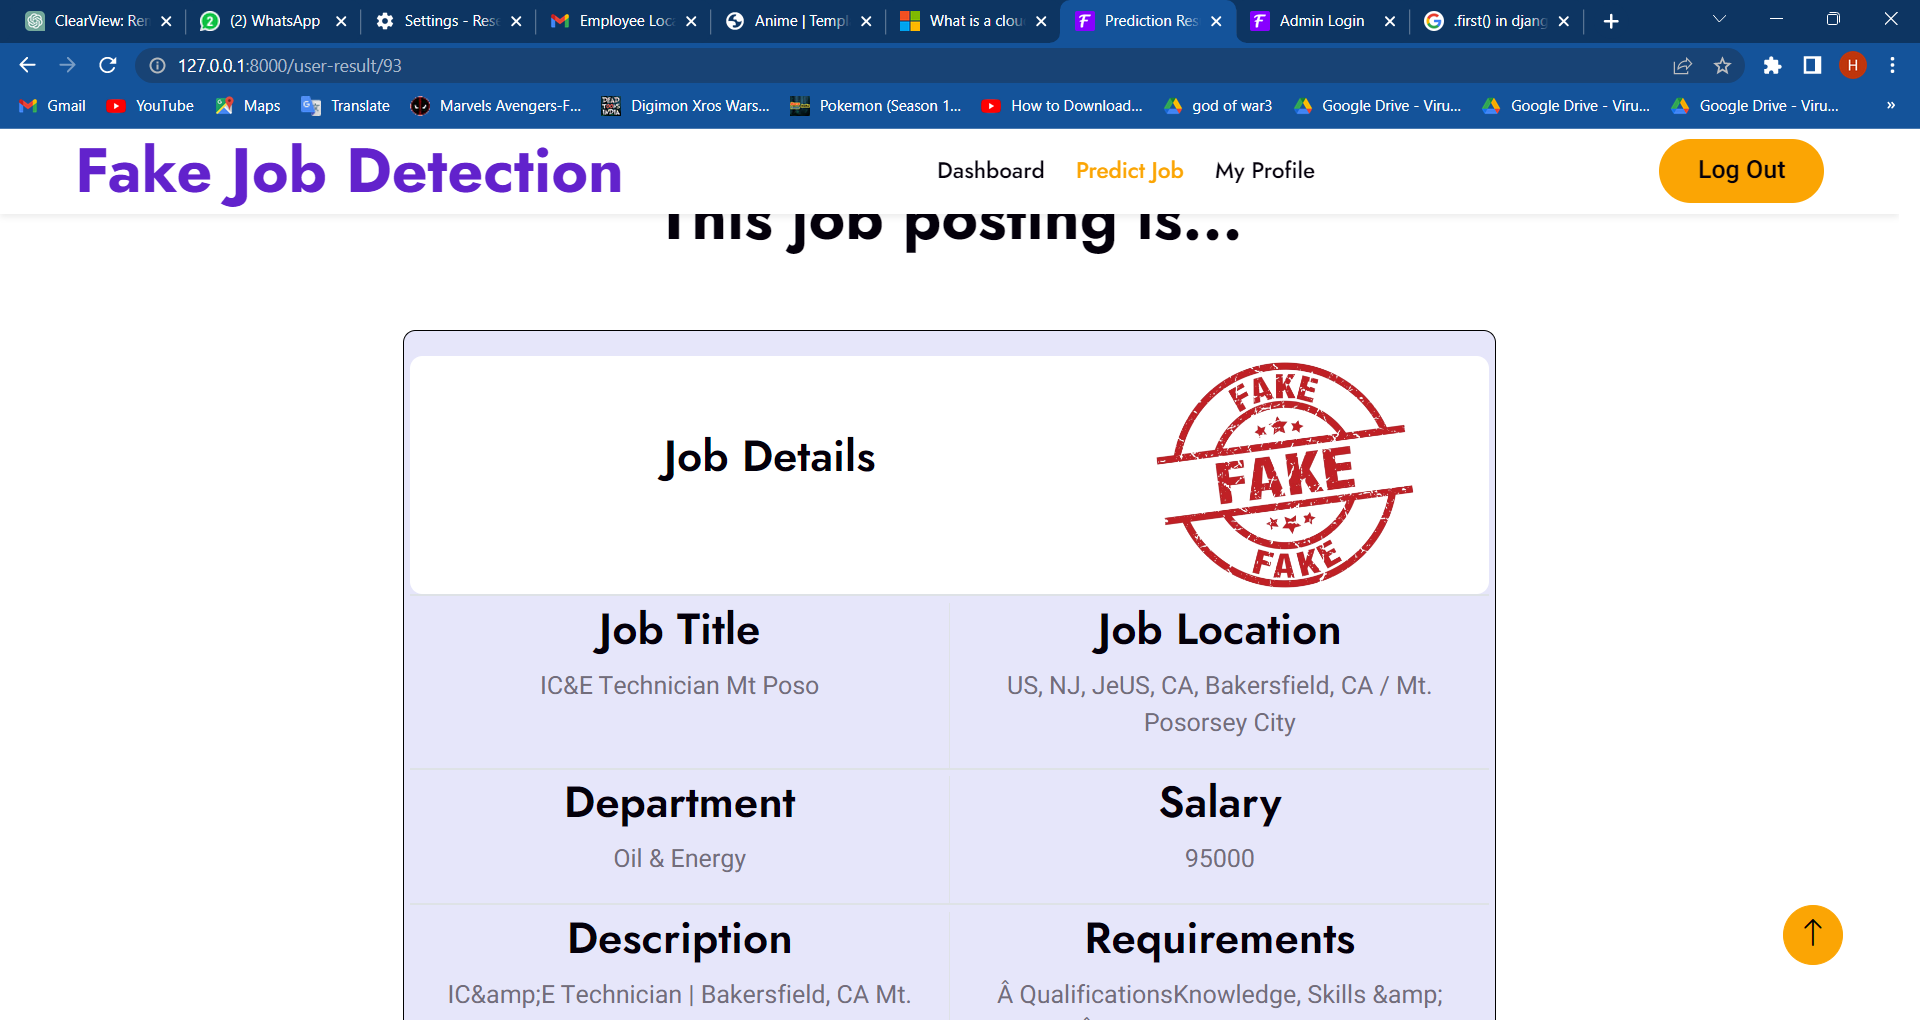 ClearView: Rer
(2) WhatsApp
Settings - Rese
Employee Loca
Anime | Templ
What is a clou
Prediction Res
Admin Login
.first() in djang
127.0.0.1:8000/user-result/93
H
Gmail
YouTube
Maps
Translate
Marvels Avengers-F...
Digimon Xros Wars...
Pokemon (Season 1...
How to Download...
god of war3
Google Drive - Viru...
Google Drive - Viru...
Google Drive - Viru...
»
Fake Job Detection
Dashboard
Predict Job
My Profile
Log Out
This job posting is...
Job Details
FAKE
FAKE
FAKE
Job Title
IC&E Technician Mt Poso
Job Location
US, NJ, JeUS, CA, Bakersfield, CA / Mt.
Posorsey City
Department
Oil & Energy
Salary
95000
Description
IC&amp;E Technician | Bakersfield, CA Mt.
Requirements
Â QualificationsKnowledge, Skills &amp;